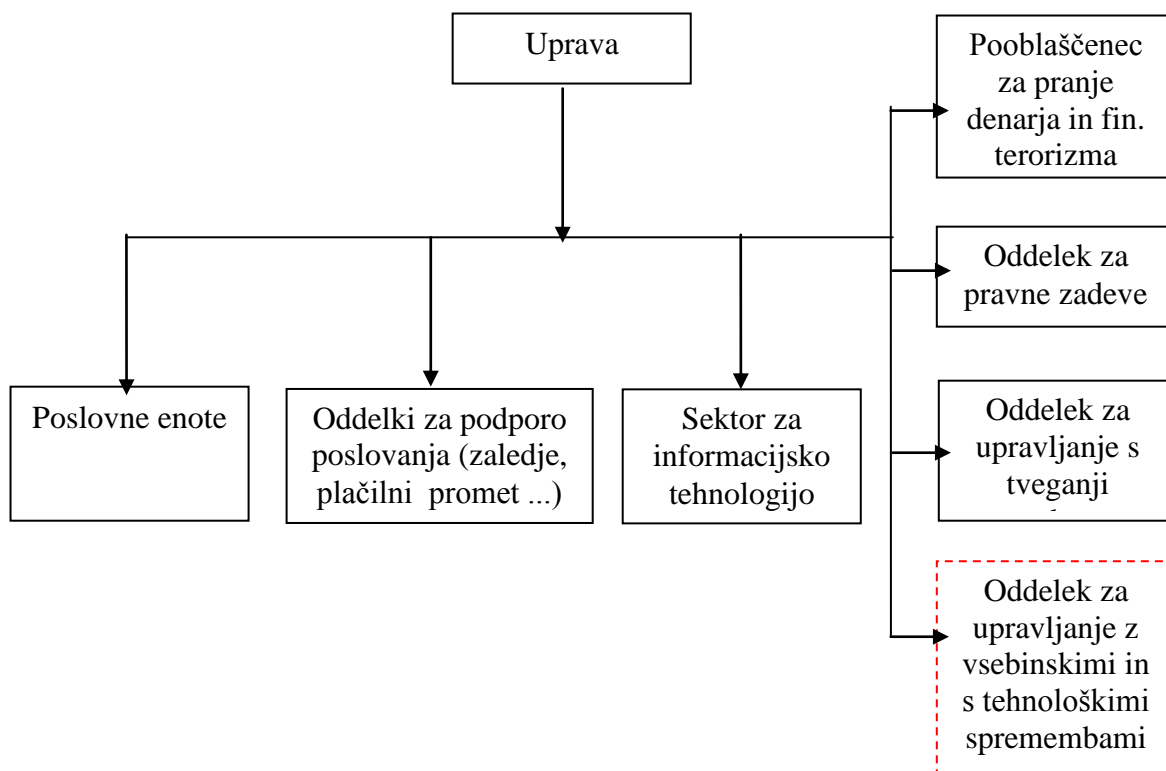 Uprava
Pooblaščenec
za pranje
denarja in fin.
terorizma
Oddelek za
pravne zadeve
Poslovne enote
Oddelki za podporo
poslovanja (zaledje,
plačilni promet ...)
Sektor za
informacijsko
tehnologijo
Oddelek za
upravljanje s
tveganji
Oddelek za
upravljanje z
vsebinskimi in
s tehnološkimi
spremembami